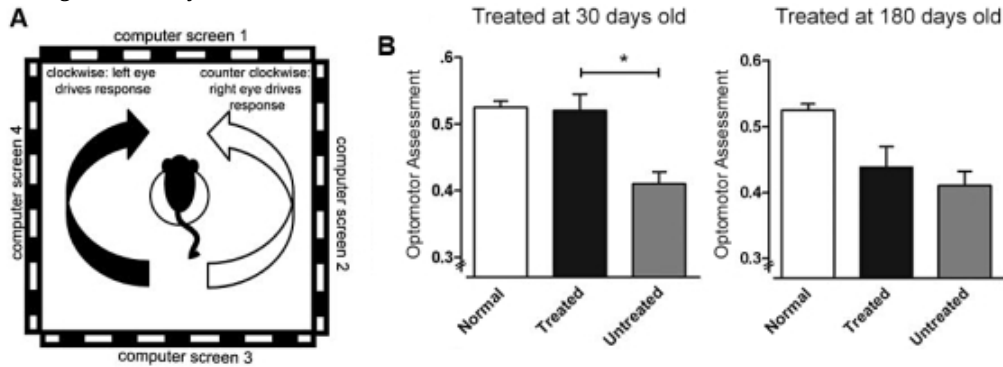 A
computer screen 1
clockwise: left eye
drives response
counter clockwise:
right eye drives
response
computer screen 4
computer screen 2
computer screen 3
B
Treated at 30 days old
Optomotor Assessment
.6
0.5
0.4
0.3
*
Normal
Treated
Untreated
Treated at 180 days old
Optomotor Assessment
.6
0.5
0.4
0.3
Normal
Treated
Untreated